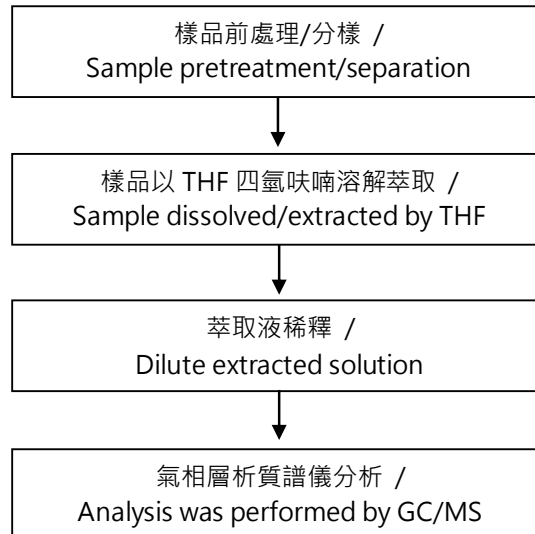 樣品前處理/分樣 /
Sample pretreatment/separation
樣品以 THF 四氫呋喃溶解萃取 /
Sample dissolved/extracted by THF
萃取液稀釋 /
Dilute extracted solution
氣相層析質譜儀分析 /
Analysis was performed by GC/MS